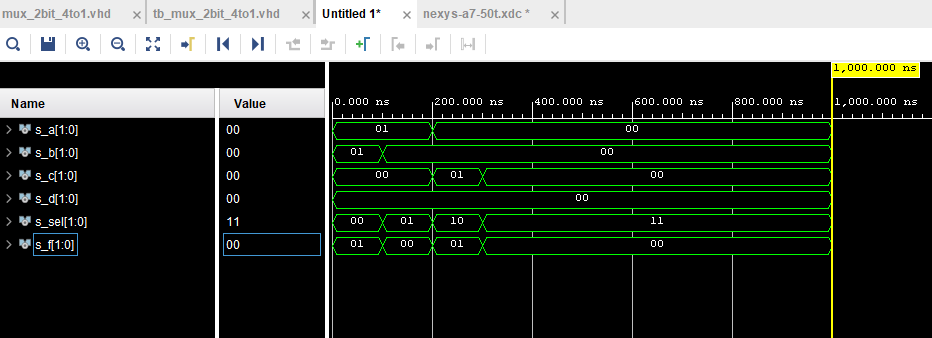 mux_2bit_4to1.vhd × tb_mux_2bit_4to1.vhd × Untitled 1* × nexys-a7-50t.xdc * ×
1,000.000 ns
Name Value 0.000 ns 200.000 ns 400.000 ns 600.000 ns 800.000 ns 1,000.000 ns
s_a[1:0] 00 01 00
s_b[1:0] 00 01 00
s_c[1:0] 00 00 01 00
s_d[1:0] 00 00
s_sel[1:0] 11 00 01 10 11
s_f[1:0] 00 01 00 01 00